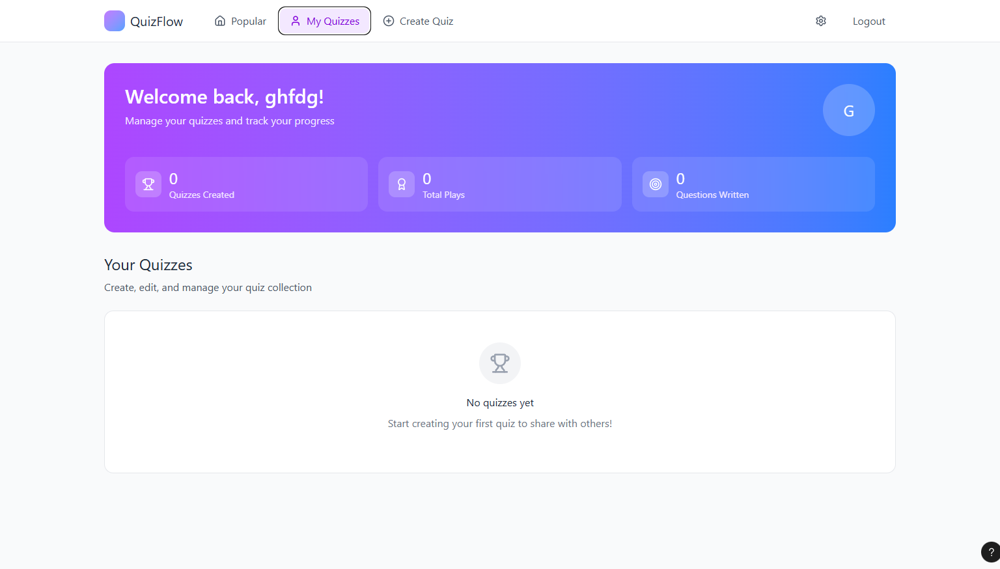 QuizFlow
Popular
My Quizzes
Create Quiz
Logout
Welcome back, ghfdg!
Manage your quizzes and track your progress
G
0
Quizzes Created
0
Total Plays
0
Questions Written
Your Quizzes
Create, edit, and manage your quiz collection
No quizzes yet
Start creating your first quiz to share with others!
?